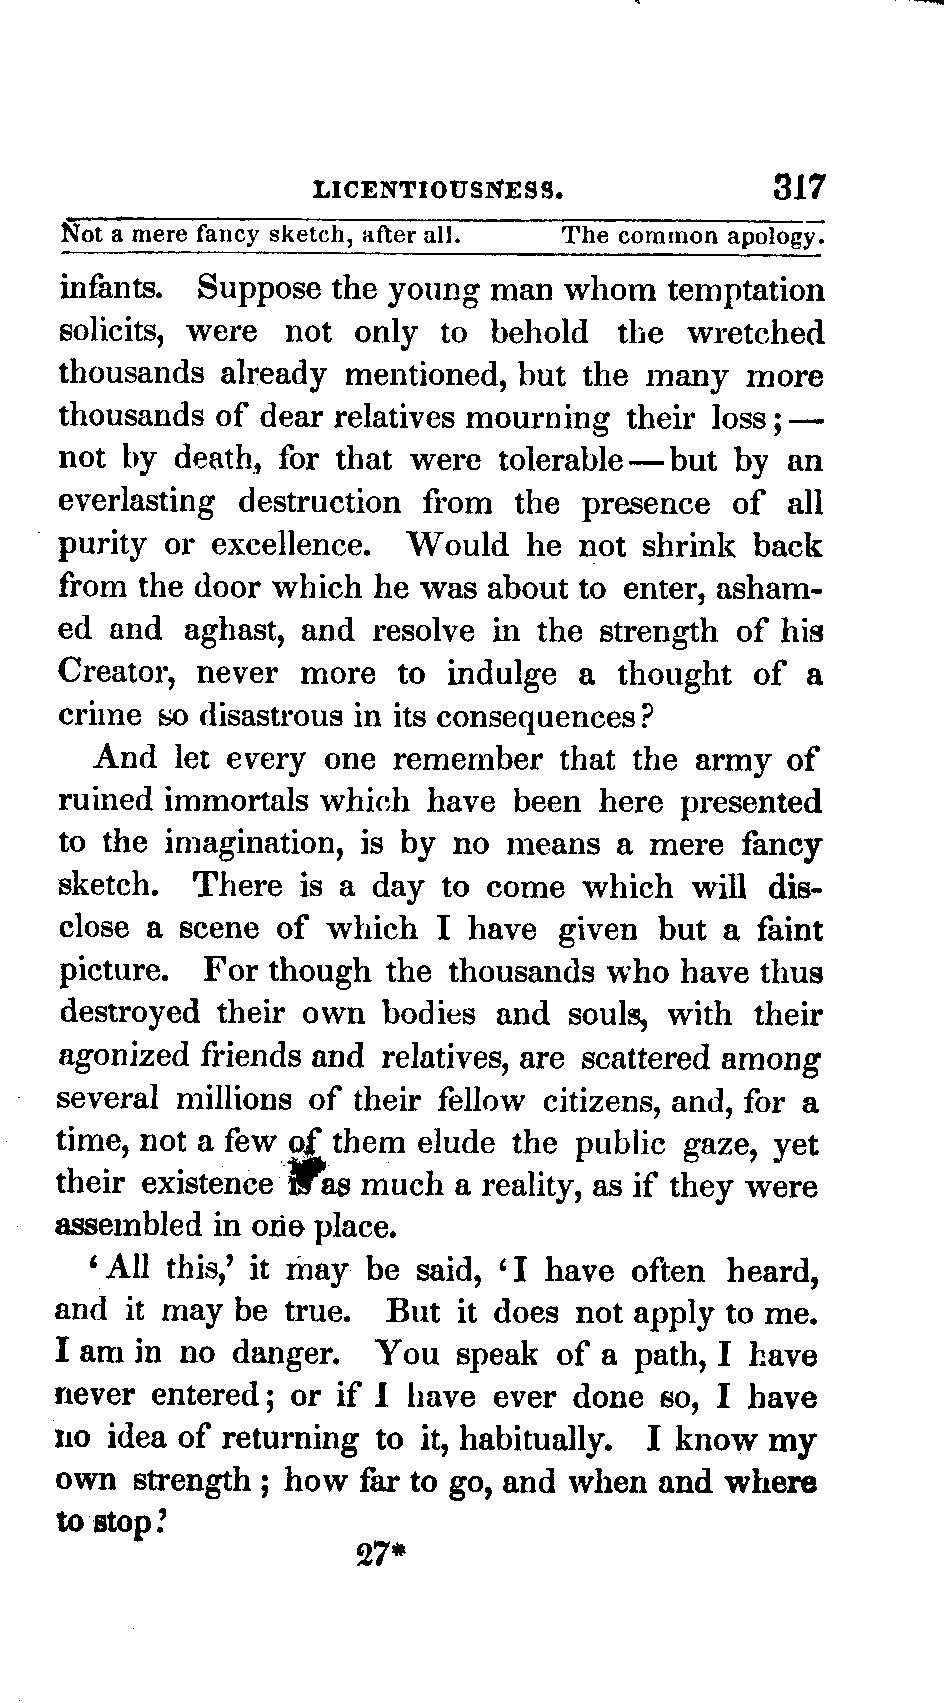 LICENTIOUSNESS. 317
Not a mere fancy sketch, after all. The common apology.
infants. Suppose the young man whom temptation
solicits, were not only to behold the wretched
thousands already mentioned, but the many more
thousands of dear relatives mourning their loss;—
not by death, for that were tolerable—but by an
everlasting destruction from the presence of all
purity or excellence. Would he not shrink back
from the door which he was about to enter, asham-
ed and aghast, and resolve in the strength of his
Creator, never more to indulge a thought of a
crime so disastrous in its consequences?
And let every one remember that the army of
ruined immortals which have been here presented
to the imagination, is by no means a mere fancy
sketch. There is a day to come which will dis-
close a scene of which I have given but a faint
picture. For though the thousands who have thus
destroyed their own bodies and souls, with their
agonized friends and relatives, are scattered among
several millions of their fellow citizens, and, for a
time, not a few of them elude the public gaze, yet
their existence is as much a reality, as if they were
assembled in one place.
‘All this,’ it may be said, ‘I have often heard,
and it may be true. But it does not apply to me.
I am in no danger. You speak of a path, I have
never entered; or if I have ever done so, I have
no idea of returning to it, habitually. I know my
own strength; how far to go, and when and where
to stop.’
27*